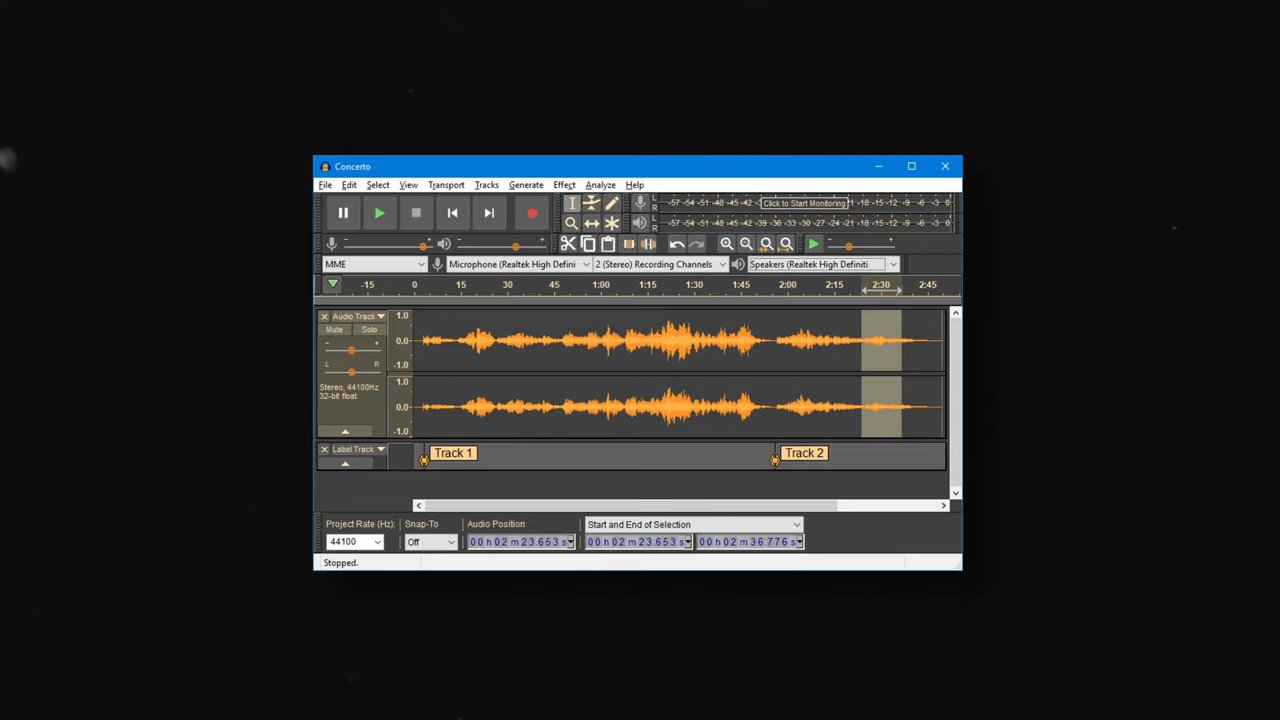 Concerto
File Edit Select View Transport Tracks Generate Effect Analyze Help
L -57 -54 -51 -48 -45 -42 -39 Click to Start Monitoring 21 -18 -15 -12 -9 -6 -3 0
R
L -57 -54 -51 -48 -45 -42 -39 -36 -33 -30 -27 -24 -21 -18 -15 -12 -9 -6 -3 0
R
MME Microphone (Realtek High Defini 2 (Stereo) Recording Channels Speakers (Realtek High Definiti
-15 0 15 30 45 1:00 1:15 1:30 1:45 2:00 2:15 2:30 2:45
Audio Track 1.0
Mute Solo
- + 0.0
L R -1.0
Stereo, 44100Hz 1.0
32-bit float
0.0
-1.0
Label Track Track 1 Track 2
Project Rate (Hz): Snap-To Audio Position Start and End of Selection
44100 Off 00 h 02 m 23.653 s 00 h 02 m 23.653 s 00 h 02 m 36.776 s
Stopped.